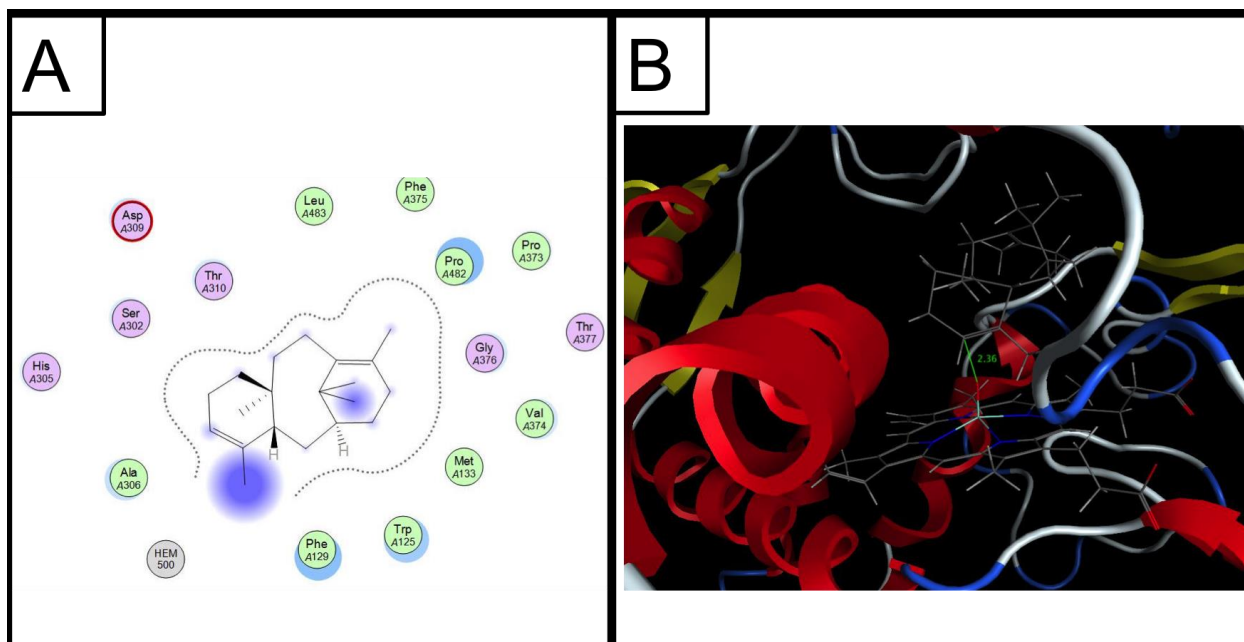 A
B
Phe
A375
Leu
A483
Asp
A309
Pro
A373
Pro
A482
Thr
A310
Ser
A302
Thr
A377
Gly
A376
His
A305
Val
A374
Met
A133
Ala
A306
Trp
A125
Phe
A129
HEM
500
H
H
2.36